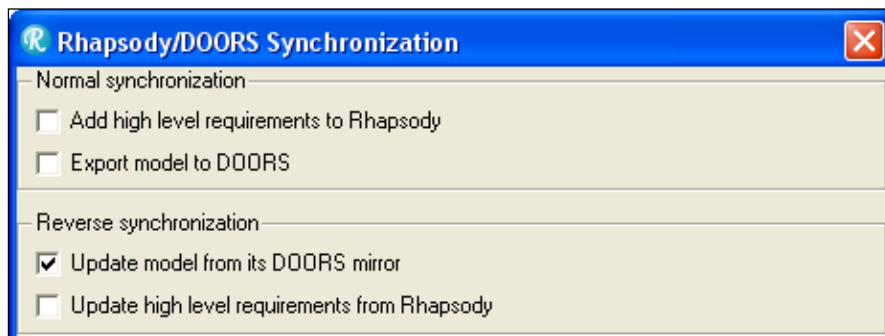 Rhapsody/DOORS Synchronization
Normal synchronization
Add high level requirements to Rhapsody
Export model to DOORS
Reverse synchronization
Update model from its DOORS mirror
Update high level requirements from Rhapsody